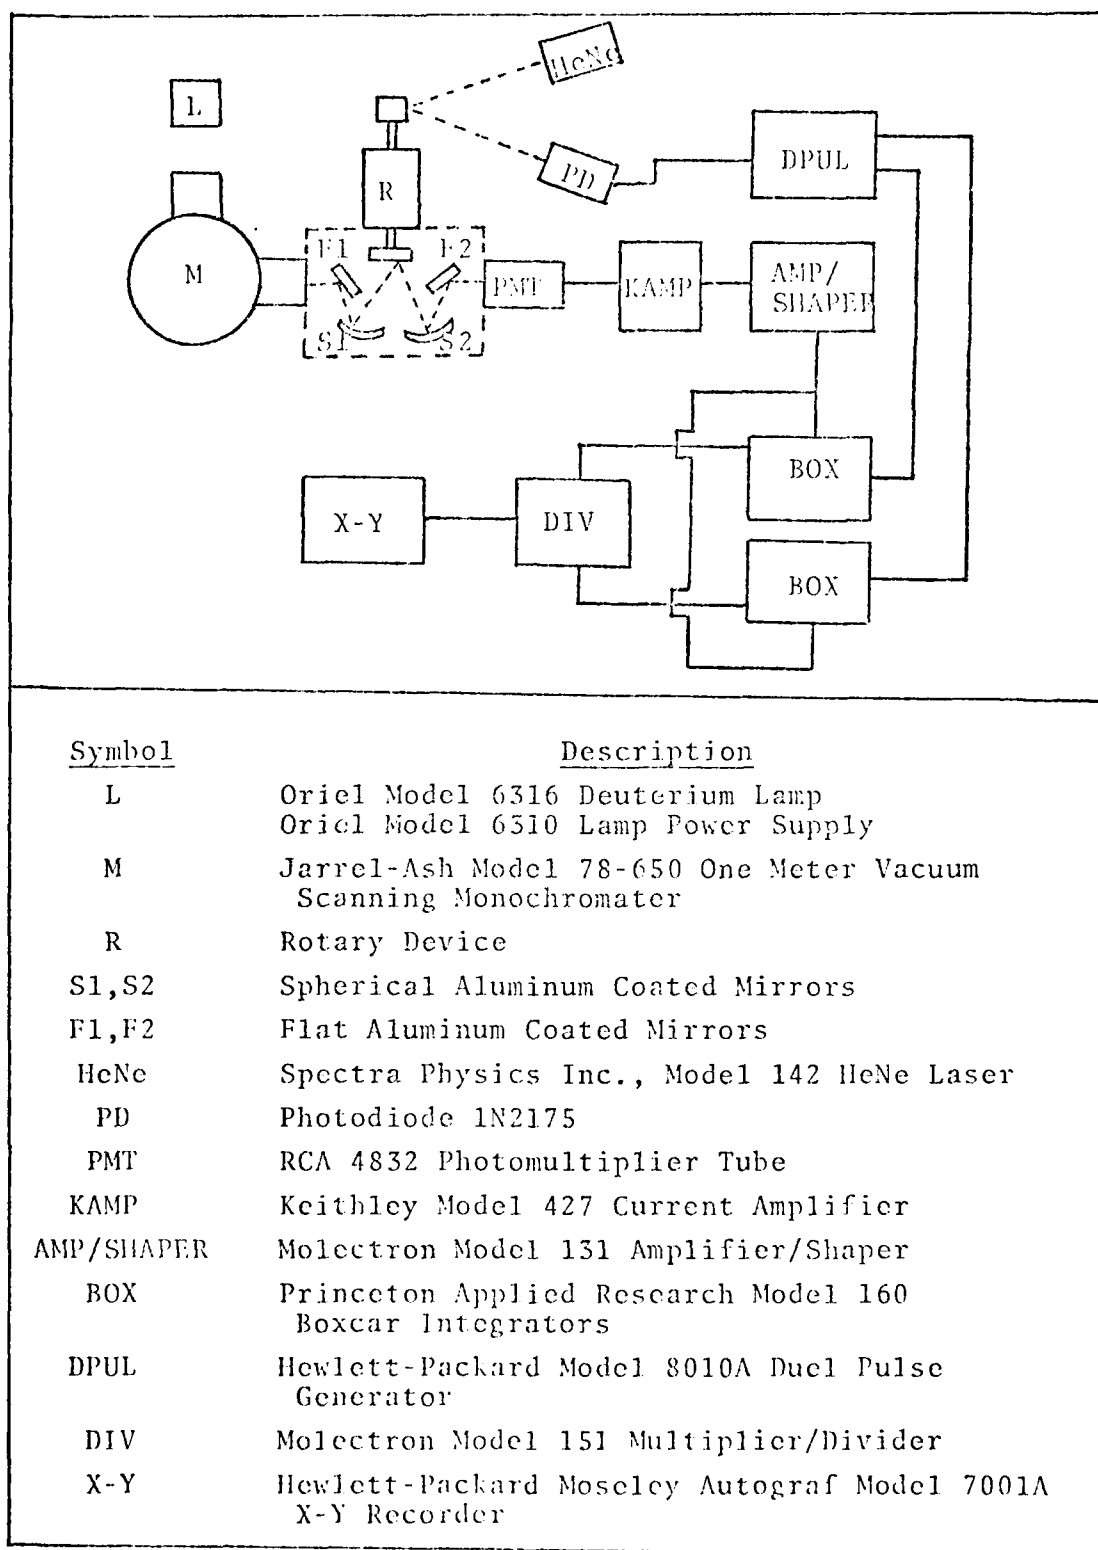 HeNe
L
PD
DPUL
R
F1
F2
M
PMT
KAMP
AMP/
SHAPER
S1
S2
BOX
X-Y
DIV
BOX
Symbol Description
L Oriel Model 6316 Deuterium Lamp
Oriel Model 6310 Lamp Power Supply
M Jarrel-Ash Model 78-650 One Meter Vacuum
Scanning Monochromater
R Rotary Device
S1,S2 Spherical Aluminum Coated Mirrors
F1,F2 Flat Aluminum Coated Mirrors
HeNe Spectra Physics Inc., Model 142 HeNe Laser
PD Photodiode 1N2175
PMT RCA 4832 Photomultiplier Tube
KAMP Keithley Model 427 Current Amplifier
AMP/SHAPER Molectron Model 131 Amplifier/Shaper
BOX Princeton Applied Research Model 160
Boxcar Integrators
DPUL Hewlett-Packard Model 8010A Duel Pulse
Generator
DIV Molectron Model 151 Multiplier/Divider
X-Y Hewlett-Packard Moseley Autograf Model 7001A
X-Y Recorder